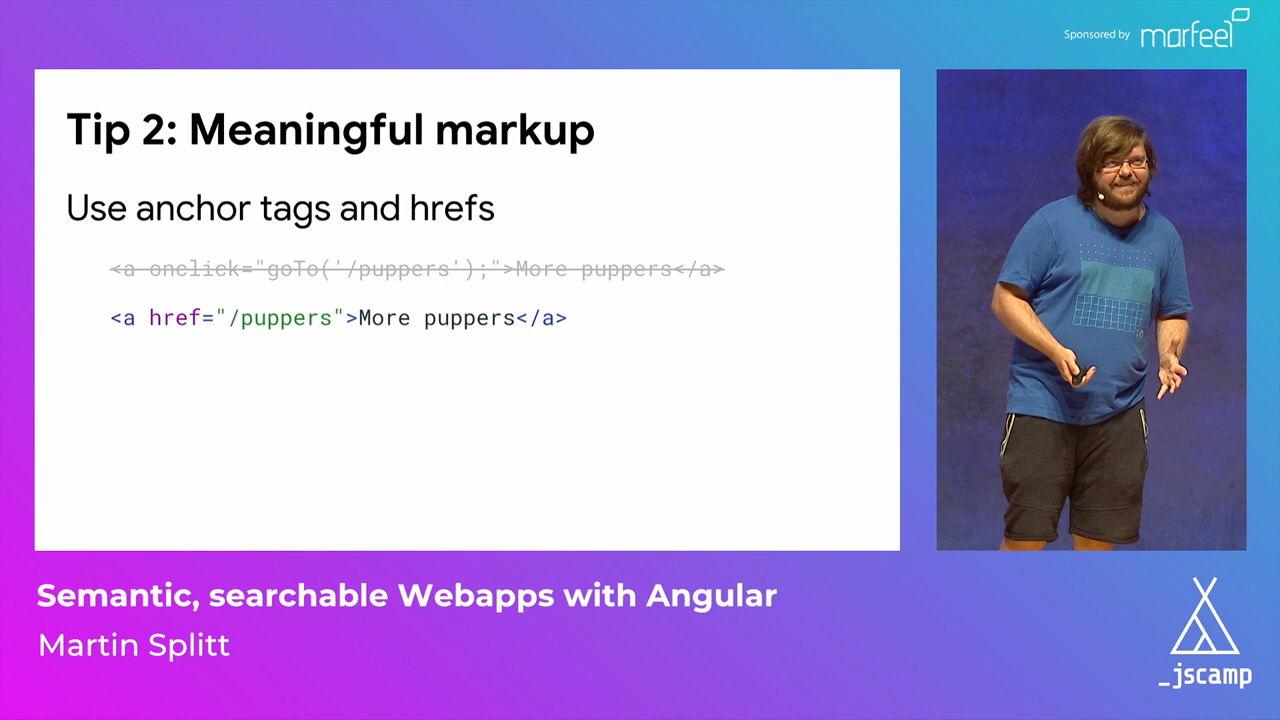 Sponsored by marfeel
Tip 2: Meaningful markup
Use anchor tags and hrefs
<a onclick="goTo('/puppers');">More puppers</a>
<a href="/puppers">More puppers</a>
Semantic, searchable Webapps with Angular
Martin Splitt
_jscamp